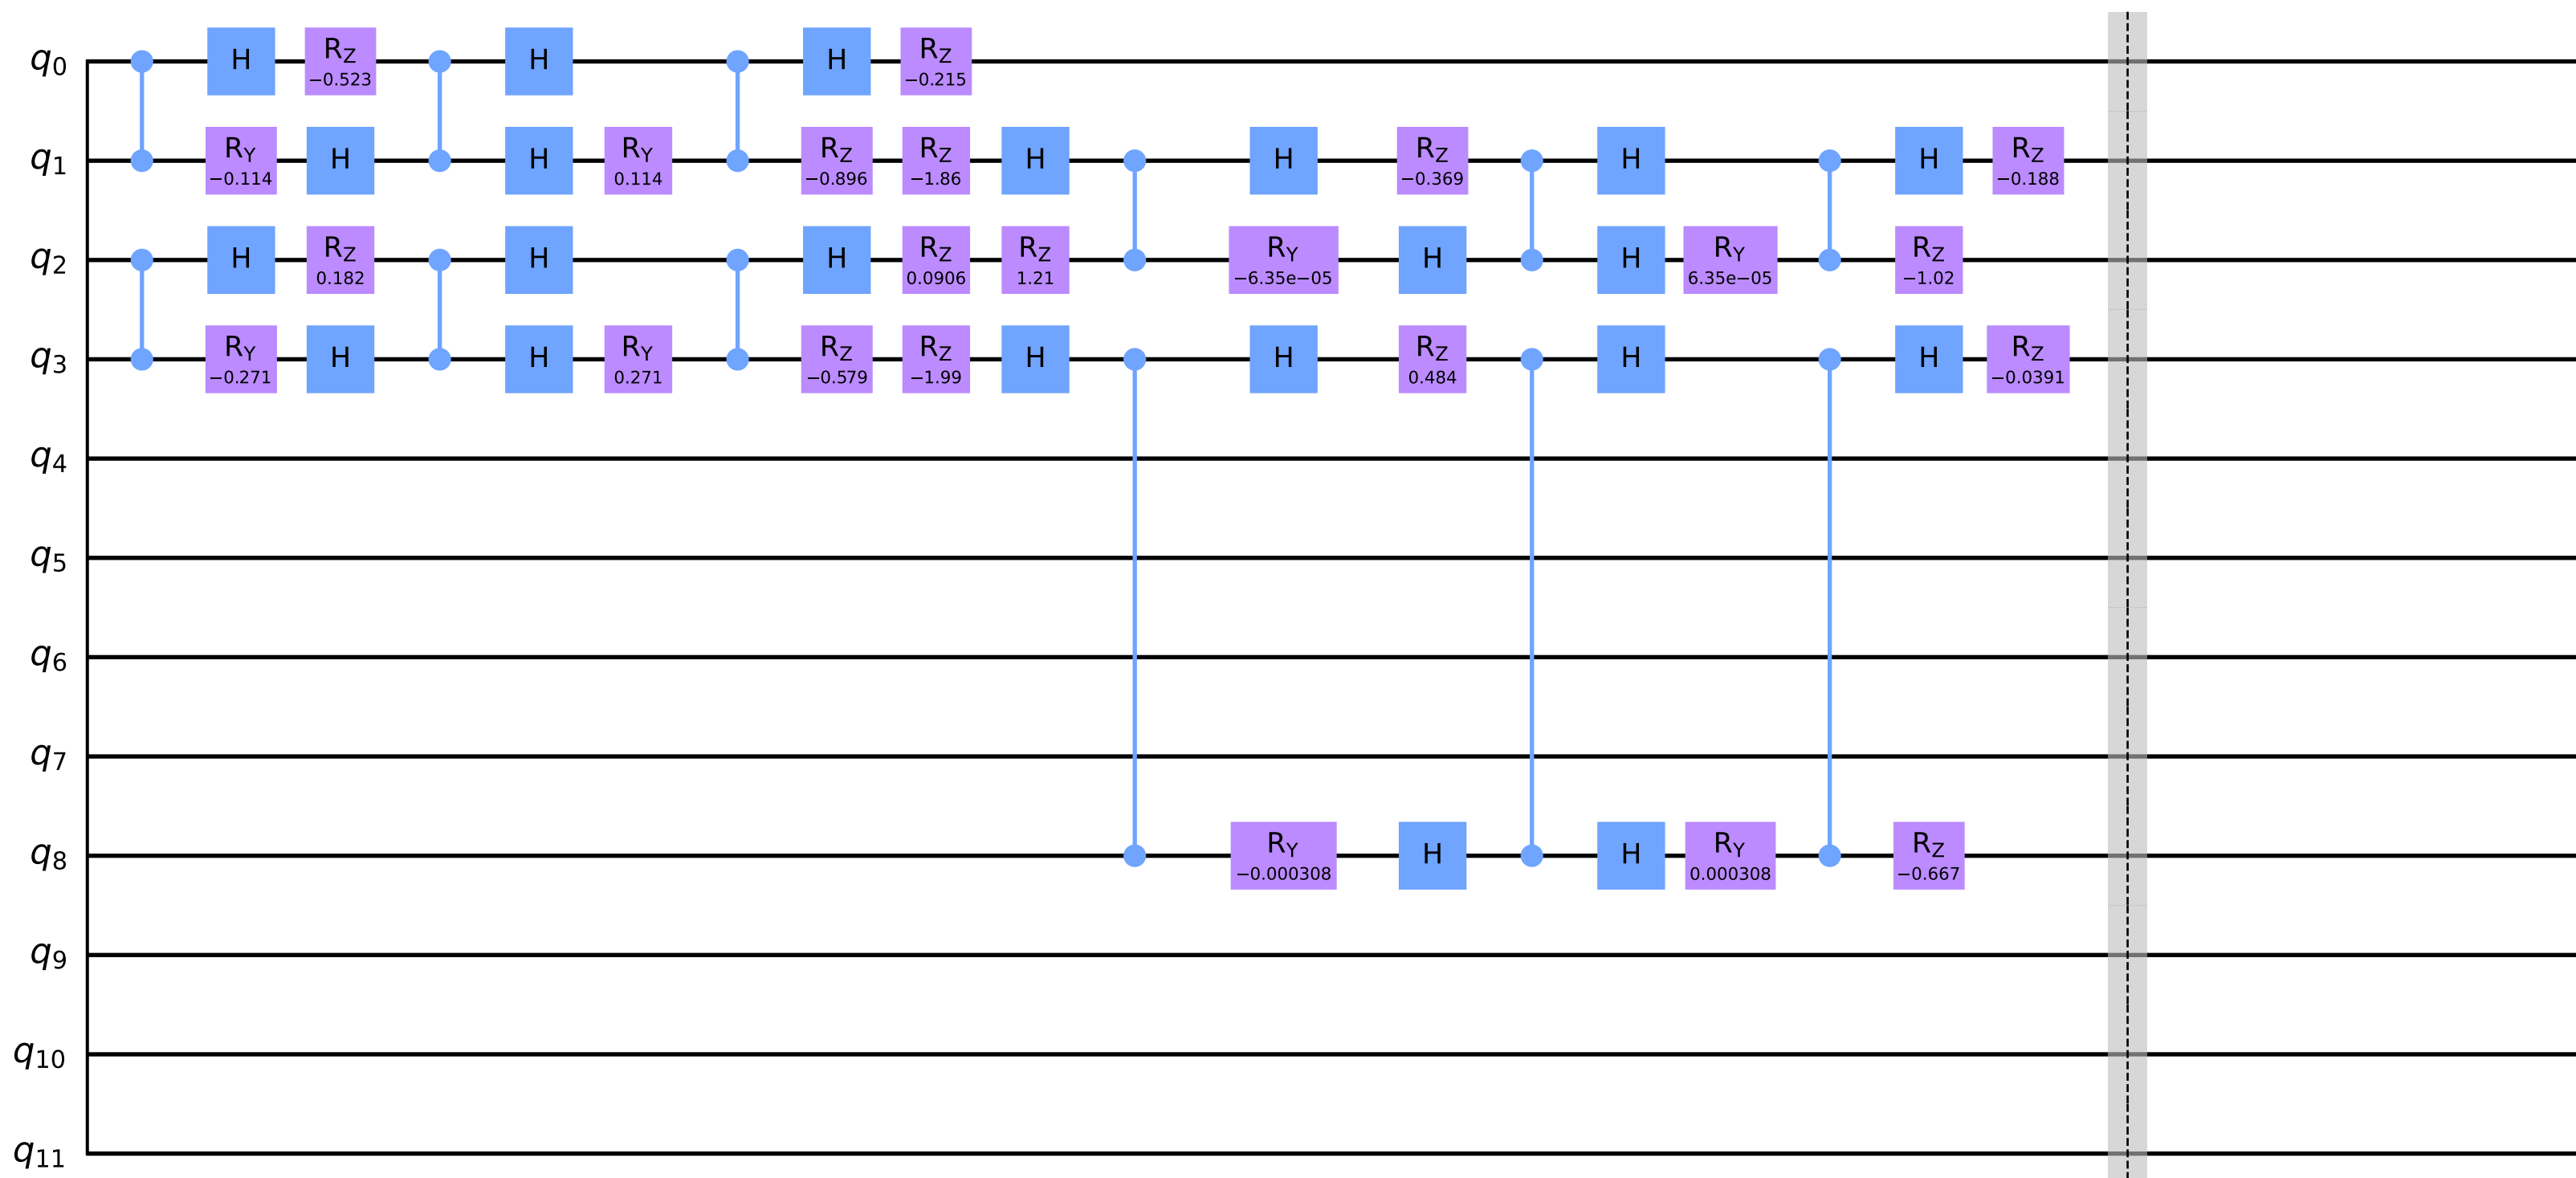 q0 H RZ −0.523 H H RZ −0.215
q1 RY −0.114 H H RY 0.114 RZ −0.896 RZ −1.86 H H RZ −0.369 H H RZ −0.188
q2 H RZ 0.182 H H RZ 0.0906 RZ 1.21 RY −6.35e−05 H H RY 6.35e−05 RZ −1.02
q3 RY −0.271 H H RY 0.271 RZ −0.579 RZ −1.99 H H RZ 0.484 H H RZ −0.0391
q4
q5
q6
q7
q8 RY −0.000308 H H RY 0.000308 RZ −0.667
q9
q10
q11